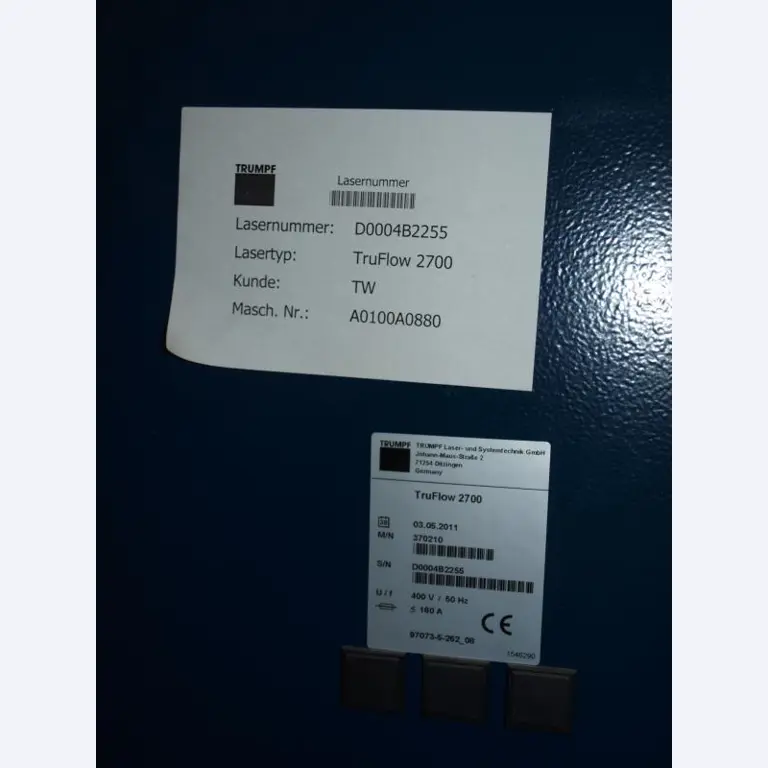 TRUMPF
Lasernummer
Lasernummer: D0004B2255
Lasertyp: TruFlow 2700
Kunde: TW
Masch. Nr.: A0100A0880
TRUMPF TRUMPF Laser- und Systemtechnik GmbH
Johann-Maus-Straße 2
71254 Ditzingen
Germany
TruFlow 2700
03.05.2011
M/N 370210
S/N D0004B2255
U / f 400 V / 50 Hz
≤ 160 A
CE
97073-5-262_08
1546290